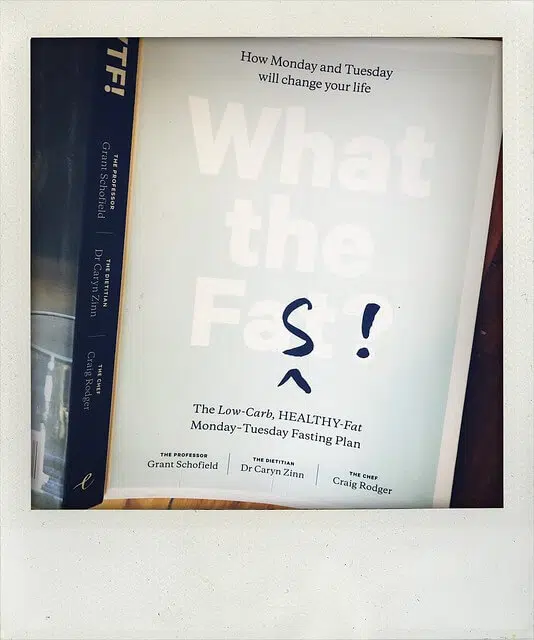 How Monday and Tuesday
will change your life
What
the
Fas^t?!
The Low-Carb, HEALTHY-Fat
Monday-Tuesday Fasting Plan
THE PROFESSOR
Grant Schofield
THE DIETITIAN
Dr Caryn Zinn
THE CHEF
Craig Rodger
TF!
THE PROFESSOR
Grant Schofield
THE DIETITIAN
Dr Caryn Zinn
THE CHEF
Craig Rodger